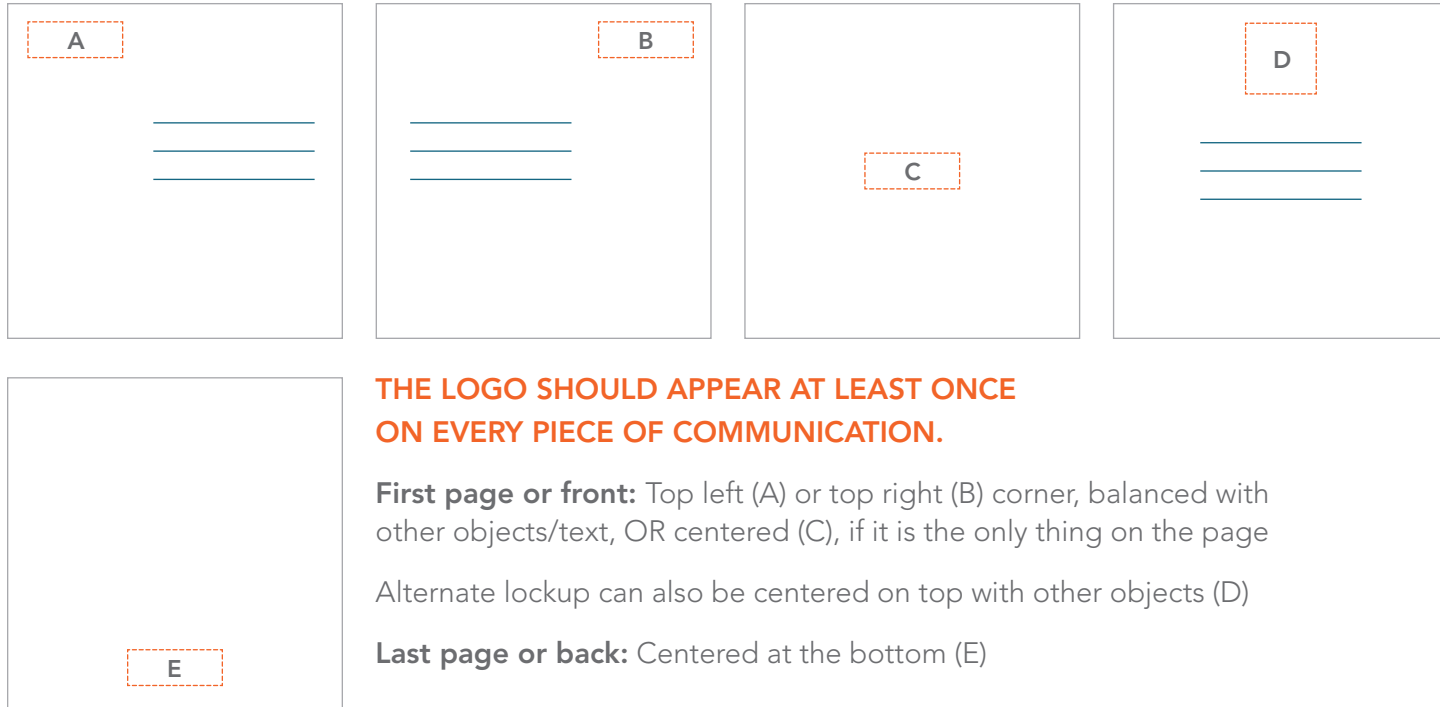 A
B
C
D
THE LOGO SHOULD APPEAR AT LEAST ONCE
ON EVERY PIECE OF COMMUNICATION.
First page or front: Top left (A) or top right (B) corner, balanced with
other objects/text, OR centered (C), if it is the only thing on the page
Alternate lockup can also be centered on top with other objects (D)
Last page or back: Centered at the bottom (E)
E